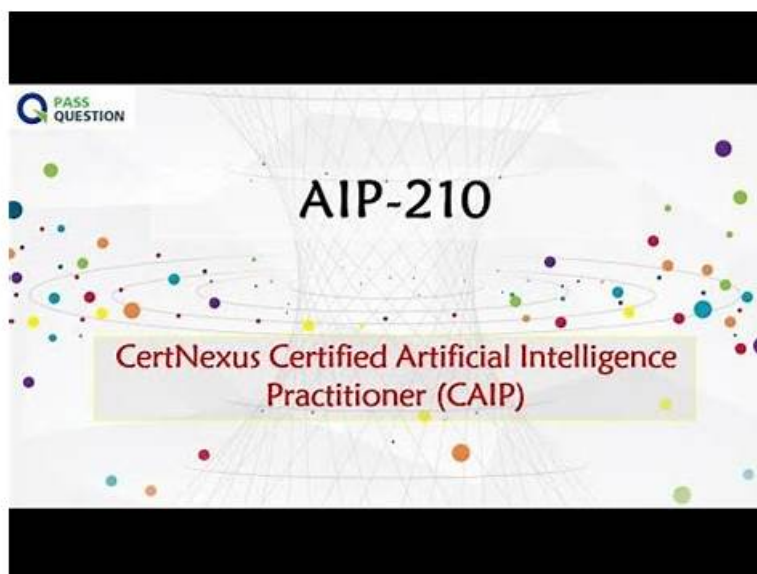 PASS
QUESTION
AIP-210
CertNexus Certified Artificial Intelligence
Practitioner (CAIP)